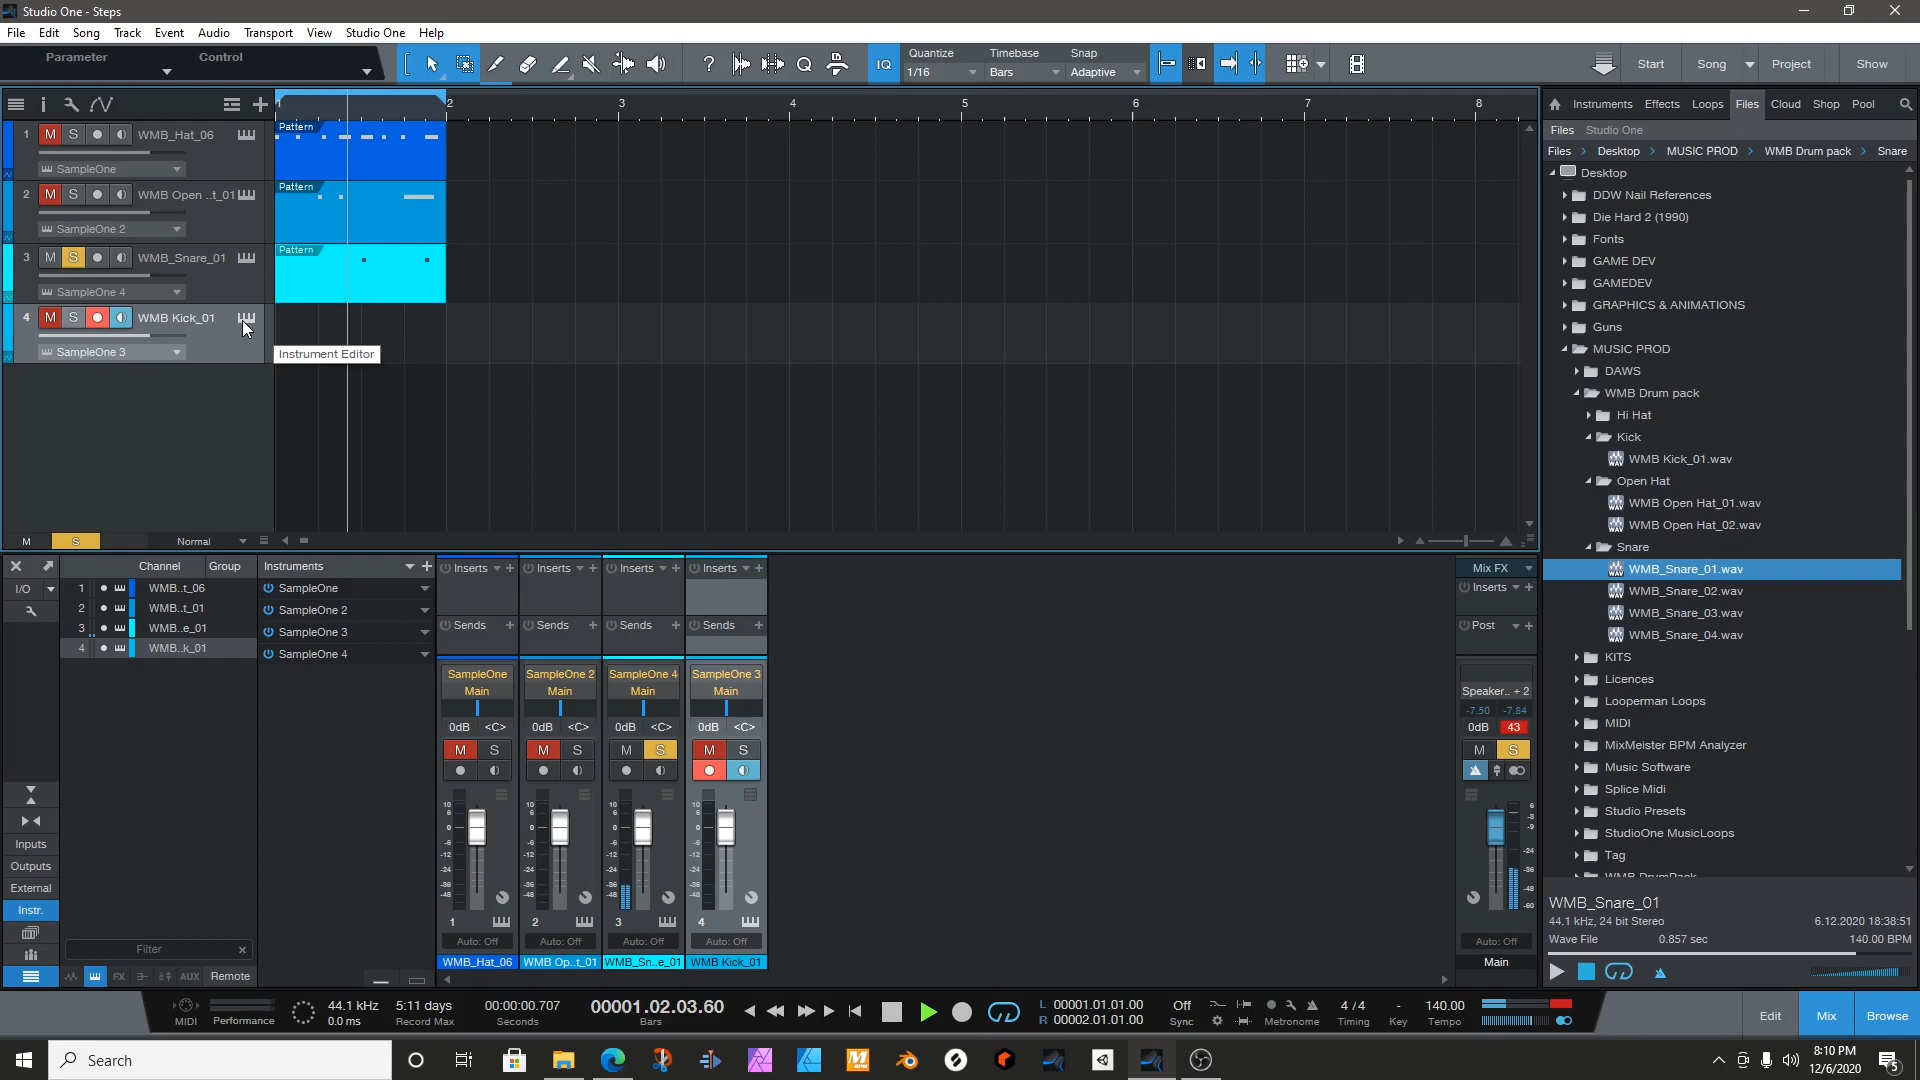 Studio One - Steps
File Edit Song Track Event Audio Transport View Studio One Help
Parameter Control
IQ Quantize 1/16 Timebase Bars Snap Adaptive
Start Song Project Show
1 2 3 4 5 6 7 8
1 M S WMB_Hat_06
SampleOne
Pattern
2 M S WMB Open ..t_01
SampleOne 2
Pattern
3 M S WMB_Snare_01
SampleOne 4
Pattern
4 M S WMB Kick_01
SampleOne 3
Instrument Editor
M S Normal
Instruments Effects Loops Files Cloud Shop Pool
Files Studio One
Files > Desktop > MUSIC PROD > WMB Drum pack > Snare
Desktop
DDW Nail References
Die Hard 2 (1990)
Fonts
GAME DEV
GAMEDEV
GRAPHICS & ANIMATIONS
Guns
MUSIC PROD
DAWS
WMB Drum pack
Hi Hat
Kick
WMB Kick_01.wav
Open Hat
WMB Open Hat_01.wav
WMB Open Hat_02.wav
Snare
WMB_Snare_01.wav
WMB_Snare_02.wav
WMB_Snare_03.wav
WMB_Snare_04.wav
KITS
Licences
Looperman Loops
MIDI
MixMeister BPM Analyzer
Music Software
Splice Midi
Studio Presets
StudioOne MusicLoops
Tag
WMB DrumPack
WMB_Snare_01
44.1 kHz, 24 bit Stereo 6.12.2020 18:38:51
Wave File 0.857 sec 140.00 BPM
I/O
Channel Group
1 WMB..t_06
2 WMB..t_01
3 WMB..e_01
4 WMB..k_01
Instruments
SampleOne
SampleOne 2
SampleOne 3
SampleOne 4
Inputs
Outputs
External
Instr.
Filter
FX AUX Remote
Inserts Inserts Inserts Inserts
Sends Sends Sends Sends
SampleOne SampleOne 2 SampleOne 4 SampleOne 3
Main Main Main Main
0dB <C> 0dB <C> 0dB <C> 0dB <C>
M S M S M S M S
1 2 3 4
Auto: Off Auto: Off Auto: Off Auto: Off
WMB_Hat_06 WMB Op..t_01 WMB_Sn..e_01 WMB Kick_01
Mix FX
Inserts
Post
Speaker.. + 2
-7.50 -7.84
0dB 43
M S
Auto: Off
Main
MIDI Performance
44.1 kHz
0.0 ms
5:11 days
Record Max
00:00:00.707
Seconds
00001.02.03.60
Bars
L 00001.01.01.00
R 00002.01.01.00
Off
Sync
Metronome
4 / 4
Timing
-
Key
140.00
Tempo
Edit Mix Browse
Search
8:10 PM
12/6/2020
5